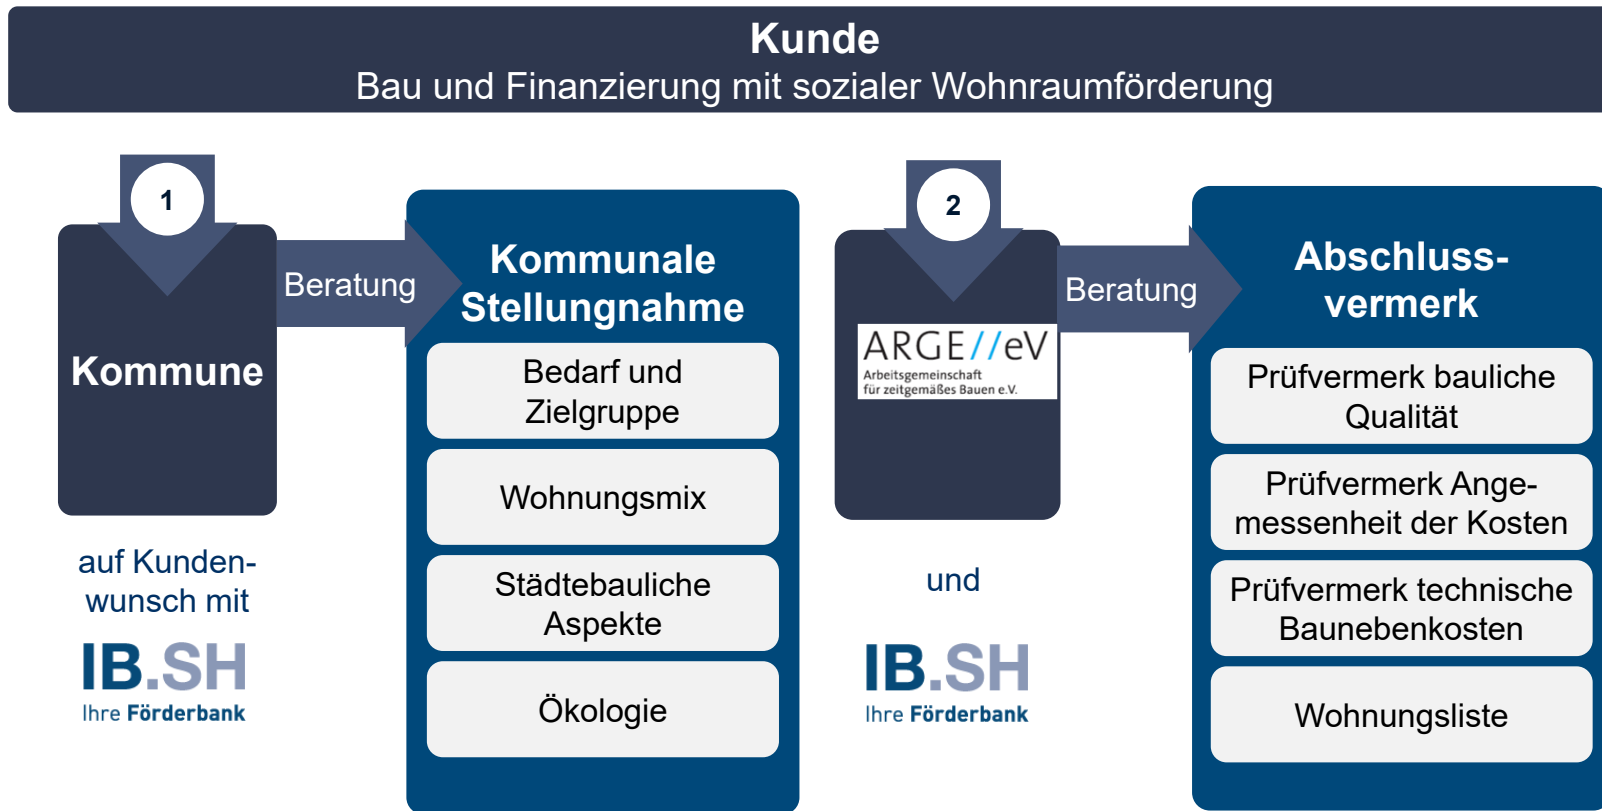 Kunde
Bau und Finanzierung mit sozialer Wohnraumförderung
1
Kommune
auf Kunden-
wunsch mit
IB.SH
Ihre Förderbank
Beratung
Kommunale
Stellungnahme
Bedarf und
Zielgruppe
Wohnungsmix
Städtebauliche
Aspekte
Ökologie
2
ARGE//eV
Arbeitsgemeinschaft
für zeitgemäßes Bauen e.V.
und
IB.SH
Ihre Förderbank
Beratung
Abschluss-
vermerk
Prüfvermerk bauliche
Qualität
Prüfvermerk Ange-
messenheit der Kosten
Prüfvermerk technische
Baunebenkosten
Wohnungsliste